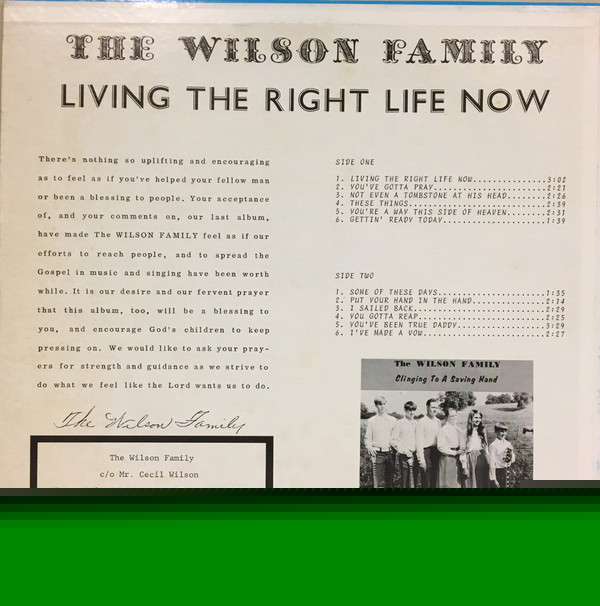 THE WILSON FAMILY
LIVING THE RIGHT LIFE NOW
There's nothing so uplifting and encouraging
as to feel as if you've helped your fellow man
or been a blessing to people. Your acceptance
of, and your comments on, our last album,
have made The WILSON FAMILY feel as if our
efforts to reach people, and to spread the
Gospel in music and singing have been worth
while. It is our desire and our fervent prayer
that this album, too, will be a blessing to
you, and encourage God's children to keep
pressing on. We would like to ask your pray-
ers for strength and guidance as we strive to
do what we feel like the Lord wants us to do.
The Wilson Family
The Wilson Family
c/o Mr. Cecil Wilson
SIDE ONE
1. LIVING THE RIGHT LIFE NOW...............3:02
2. YOU'VE GOTTA PRAY.......................2:21
3. NOT EVEN A TOMBSTONE AT HIS HEAD........2:26
4. THESE THINGS............................2:39
5. YOU'RE A WAY THIS SIDE OF HEAVEN........2:31
6. GETTIN' READY TODAY.....................1:39
SIDE TWO
1. SOME OF THESE DAYS......................1:35
2. PUT YOUR HAND IN THE HAND...............2:14
3. I SAILED BACK...........................2:29
4. YOU GOTTA REAP..........................2:25
5. YOU'VE BEEN TRUE DADDY..................3:29
6. I'VE MADE A VOW.........................2:27
The WILSON FAMILY
Clinging To A Saving Hand